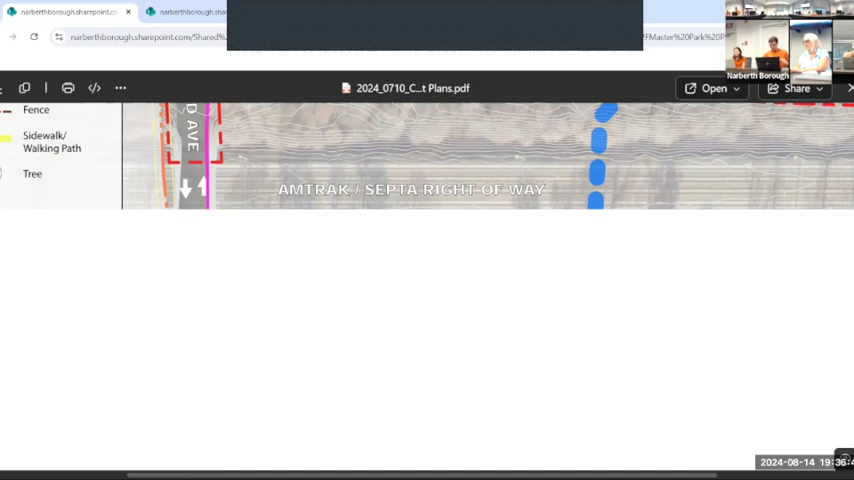 narberthborough.sharepoint.co
narberthborough.sha
narberthborough.sharepoint.com/Shared%
FMaster%20Park%20P
2024_0710_C...t Plans.pdf
Open
Share
Narberth Borough
Fence
Sidewalk/
Walking Path
Tree
D AVE
AMTRAK / SEPTA RIGHT OF WAY
2024-08-14 19:36:4